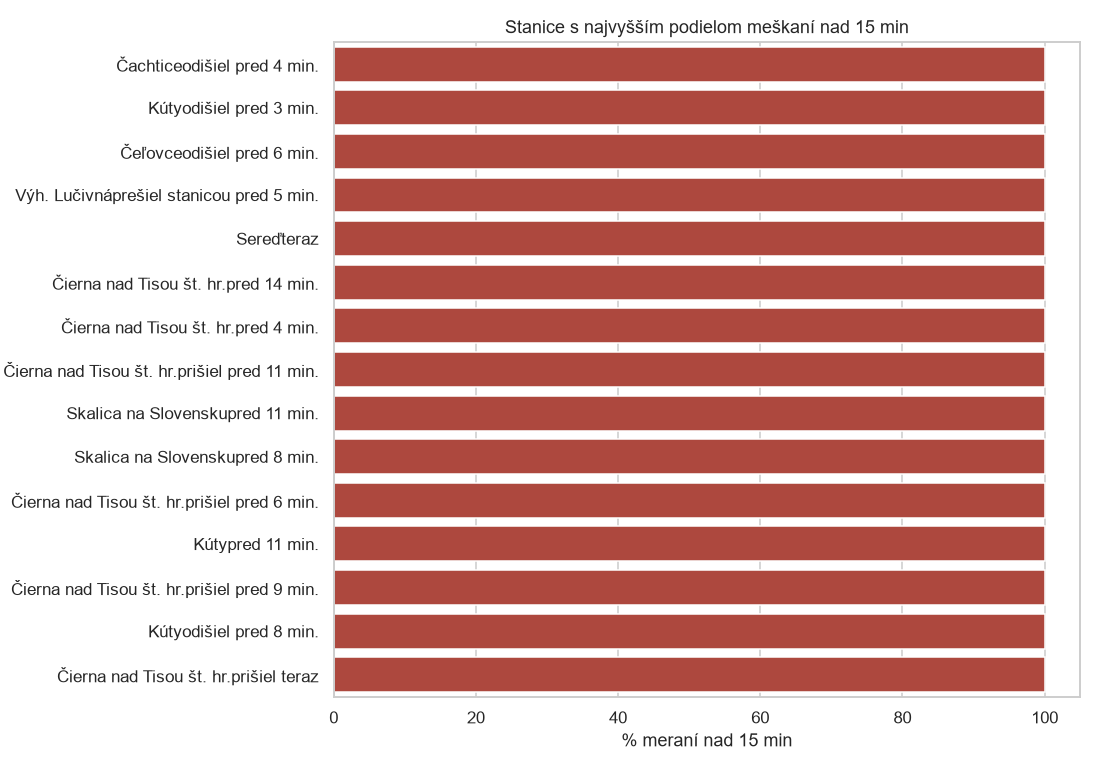 Stanice s najvyšším podielom meškaní nad 15 min
Čachticeodišiel pred 4 min.
Kútyodišiel pred 3 min.
Čeľovceodišiel pred 6 min.
Výh. Lučivnáprešiel stanicou pred 5 min.
Sereďteraz
Čierna nad Tisou št. hr.pred 14 min.
Čierna nad Tisou št. hr.pred 4 min.
Čierna nad Tisou št. hr.prišiel pred 11 min.
Skalica na Slovenskupred 11 min.
Skalica na Slovenskupred 8 min.
Čierna nad Tisou št. hr.prišiel pred 6 min.
Kútypred 11 min.
Čierna nad Tisou št. hr.prišiel pred 9 min.
Kútyodišiel pred 8 min.
Čierna nad Tisou št. hr.prišiel teraz
0 20 40 60 80 100
% meraní nad 15 min